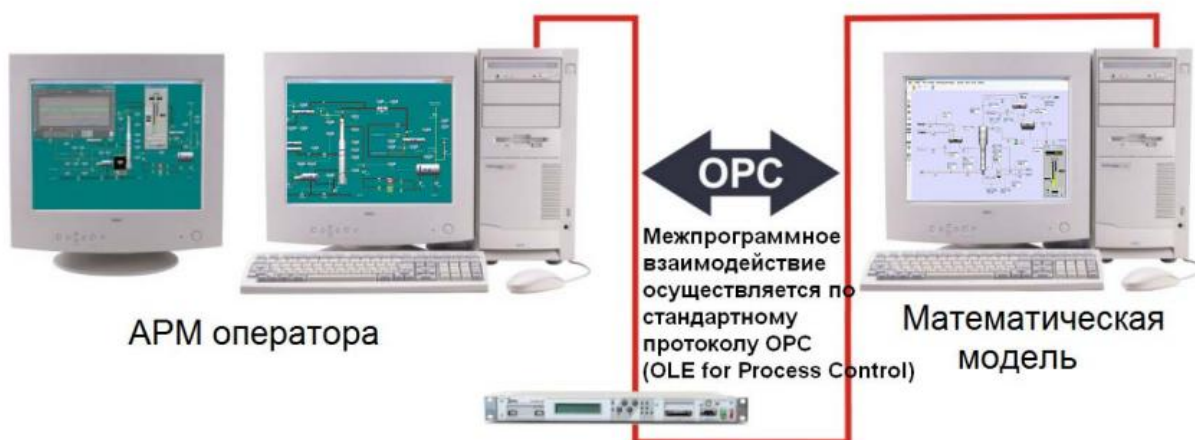 OPC
Межпрограммное
взаимодействие
осуществляется по
стандартному
протоколу OPC
(OLE for Process Control)
АРМ оператора
Математическая
модель